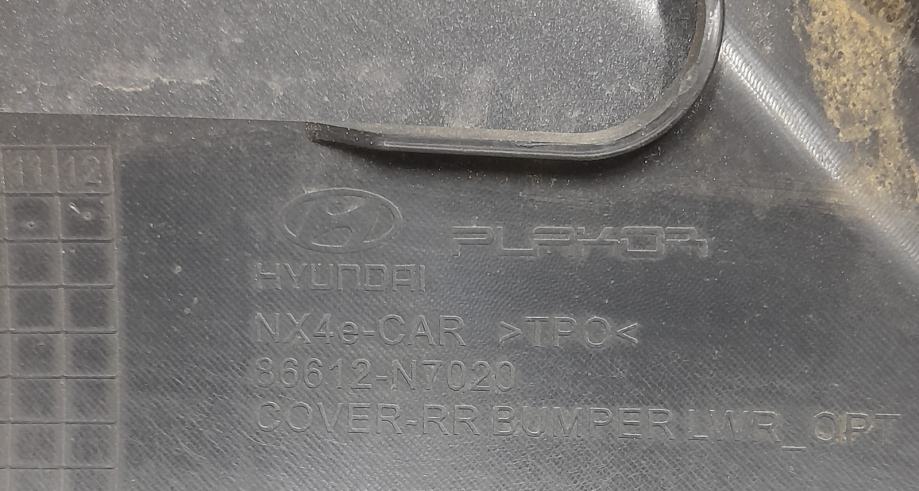 11 12
PLAKOR
HYUNDAI
NX4e-CAR >TPO<
86612-N7020
COVER-RR BUMPER LWR_OPT